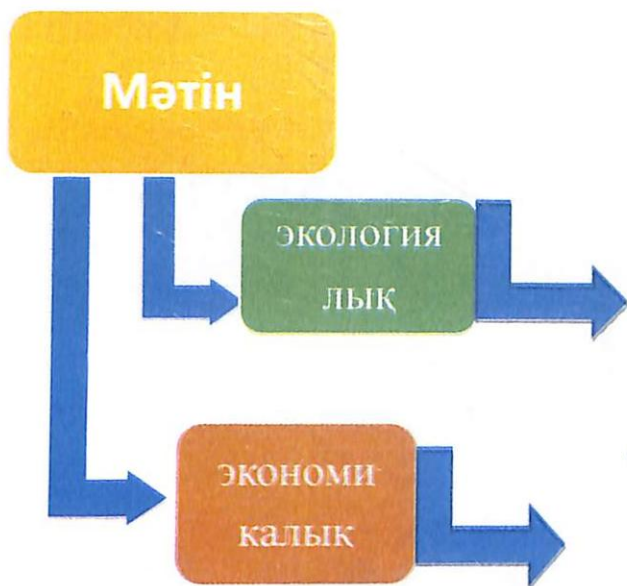 Мәтін
экология
лық
экономи
калық